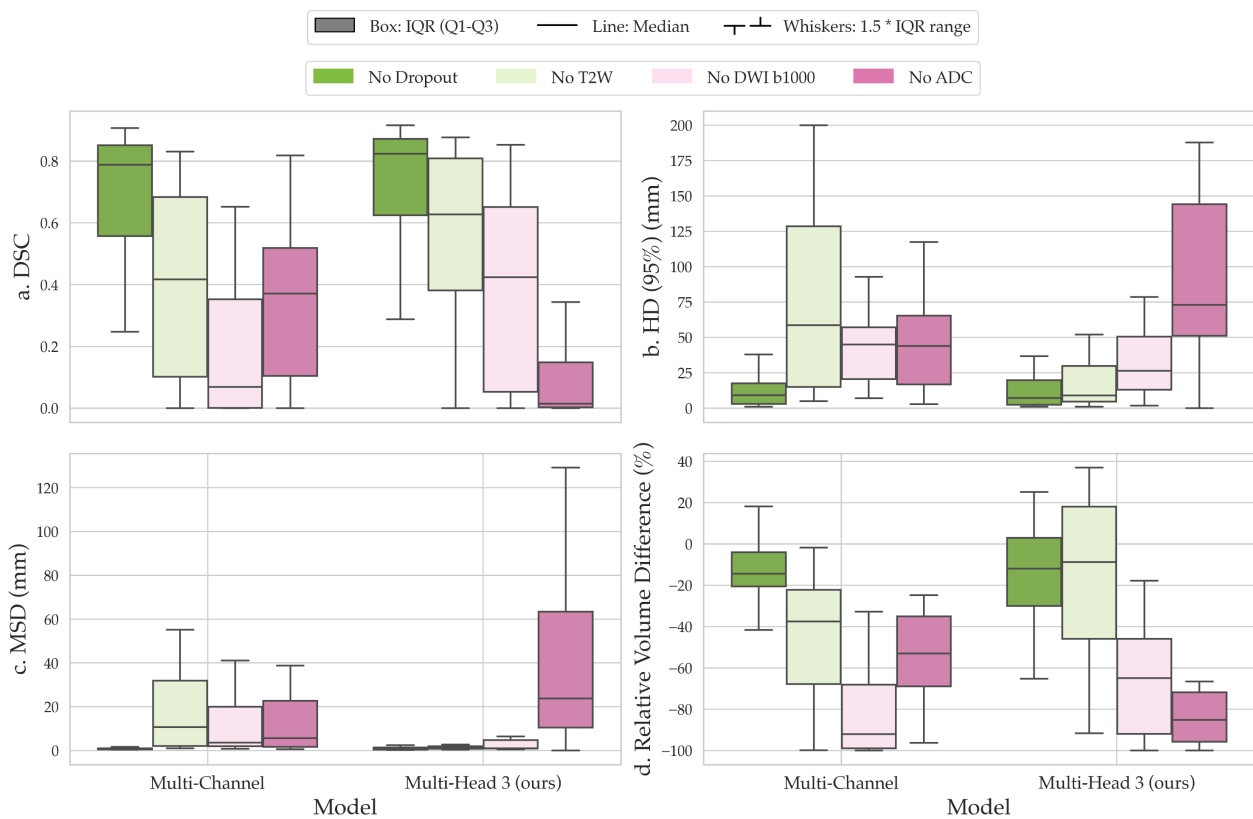 Box: IQR (Q1-Q3) Line: Median Whiskers: 1.5 * IQR range
No Dropout No T2W No DWI b1000 No ADC
a. DSC
0.8
0.6
0.4
0.2
0.0
b. HD (95%) (mm)
200
175
150
125
100
75
50
25
0
c. MSD (mm)
120
100
80
60
40
20
0
Multi-Channel Multi-Head 3 (ours)
Model
d. Relative Volume Difference (%)
40
20
0
−20
−40
−60
−80
−100
Multi-Channel Multi-Head 3 (ours)
Model